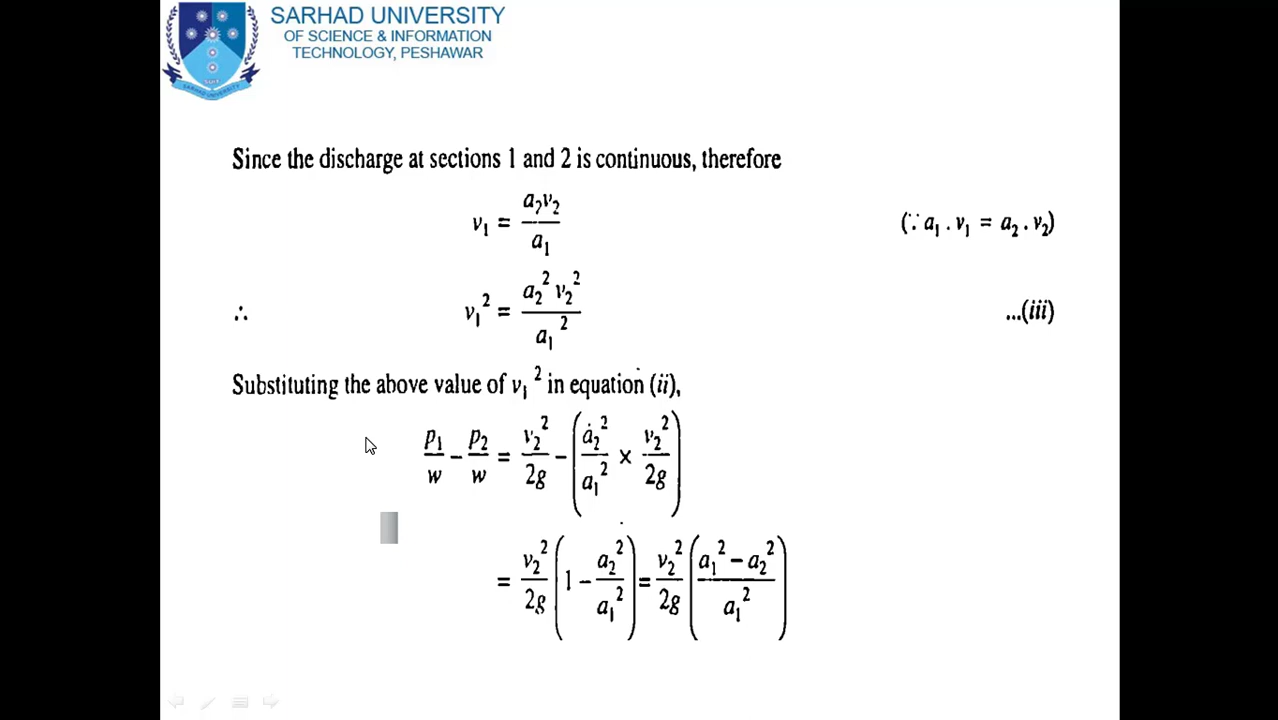 SARHAD UNIVERSITY
OF SCIENCE & INFORMATION
TECHNOLOGY, PESHAWAR
SUIT
SARHAD UNIVERSITY
Since the discharge at sections 1 and 2 is continuous, therefore
v₁ = a₂v₂ / a₁ (∵ a₁ . v₁ = a₂ . v₂)
∴ v₁² = a₂² v₂² / a₁² ...(iii)
Substituting the above value of v₁² in equation (ii),
p₁/w − p₂/w = v₂²/2g − (a₂²/a₁² × v₂²/2g)
= v₂²/2g (1 − a₂²/a₁²) = v₂²/2g ((a₁² − a₂²)/a₁²)